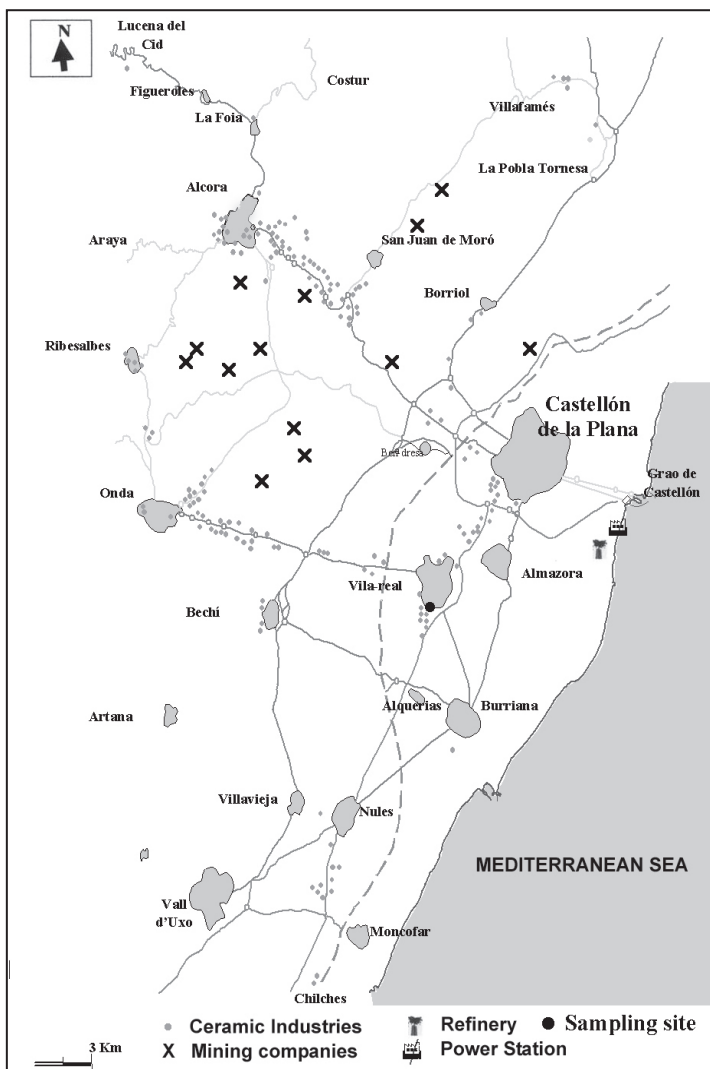 N
Lucena del
Cid
Costur
Figueroles
La Foia
Villafamés
La Pobla Tornesa
Alcora
Araya
San Juan de Moró
Borriol
Ribesalbes
Castellón
de la Plana
Grao de
Castellón
Onda
Vila-real
Almazora
Bechí
Artana
Alquerias
Burriana
Villavieja
Nules
MEDITERRANEAN SEA
Vall
d'Uxo
Moncofar
Chilches
Ceramic Industries
Refinery
Sampling site
X Mining companies
Power Station
3 Km